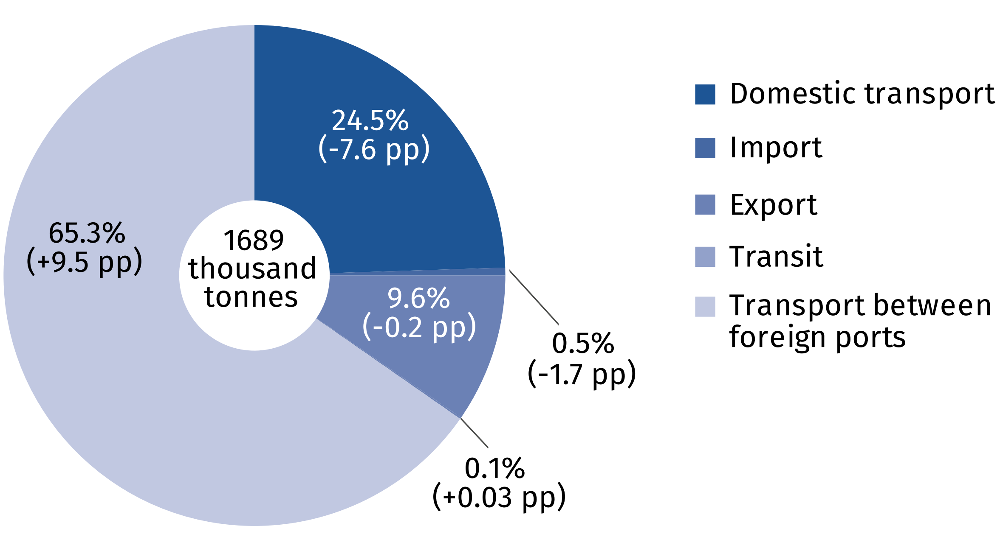 24.5%
(-7.6 pp)
65.3%
(+9.5 pp)
1689
thousand
tonnes
9.6%
(-0.2 pp)
0.5%
(-1.7 pp)
0.1%
(+0.03 pp)
Domestic transport
Import
Export
Transit
Transport between
foreign ports